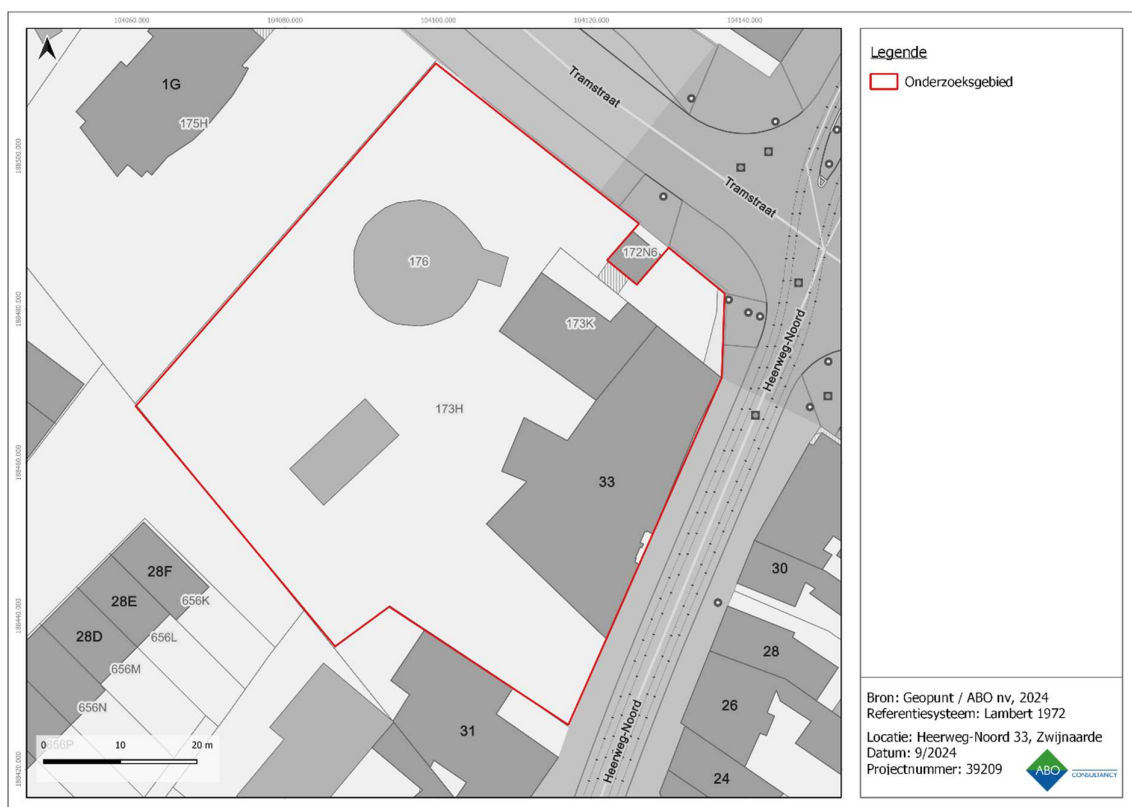 104060.000 104080.000 104100.000 104120.000 104140.000
188500.000
188480.000
188460.000
188440.000
188420.000
1G
175H
Tramstraat
Tramstraat
176
172N6
173K
Heerweg-Noord
173H
33
28F
28E
656K
28D
656L
656M
656N
656P
31
30
28
26
24
Heerweg-Noord
0 10 20 m
Legende
Onderzoeksgebied
Bron: Geopunt / ABO nv, 2024
Referentiesysteem: Lambert 1972
Locatie: Heerweg-Noord 33, Zwijnaarde
Datum: 9/2024
Projectnummer: 39209
ABO CONSULTANCY